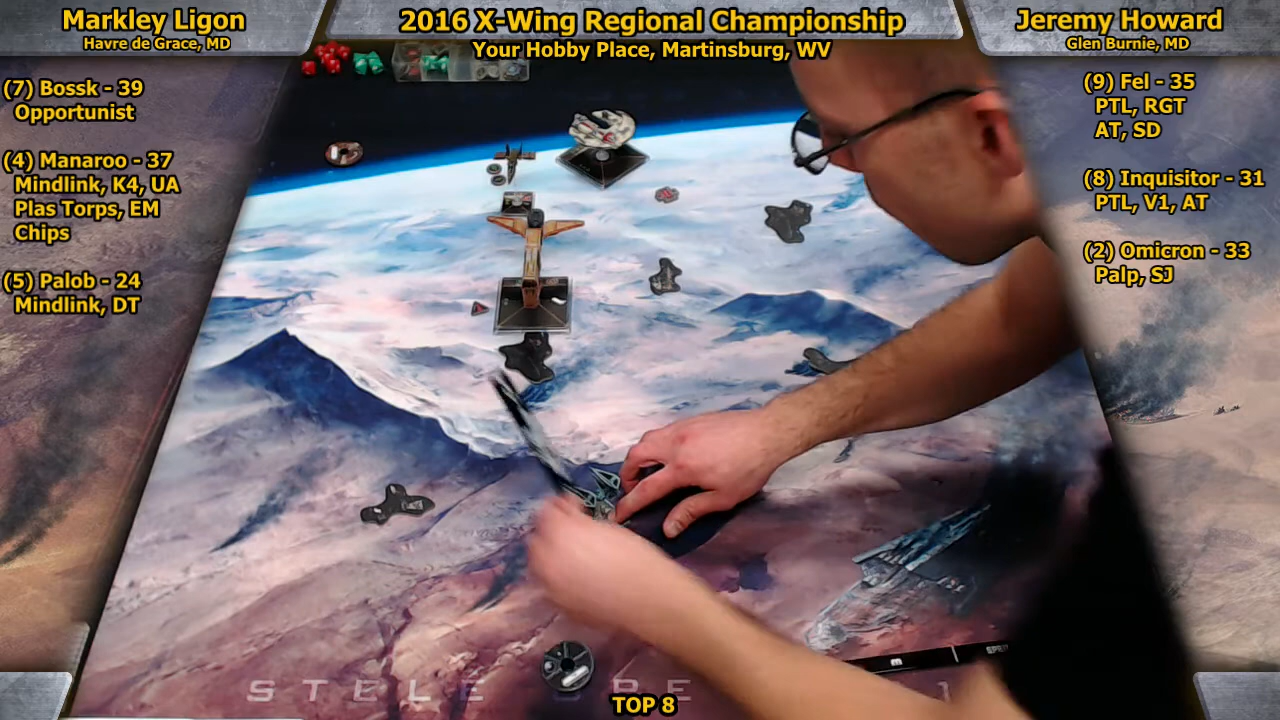 Markley Ligon
Havre de Grace, MD
2016 X-Wing Regional Championship
Your Hobby Place, Martinsburg, WV
Jeremy Howard
Glen Burnie, MD
(7) Bossk - 39
Opportunist
(4) Manaroo - 37
Mindlink, K4, UA
Plas Torps, EM
Chips
(5) Palob - 24
Mindlink, DT
(9) Fel - 35
PTL, RGT
AT, SD
(8) Inquisitor - 31
PTL, V1, AT
(2) Omicron - 33
Palp, SJ
TOP 8